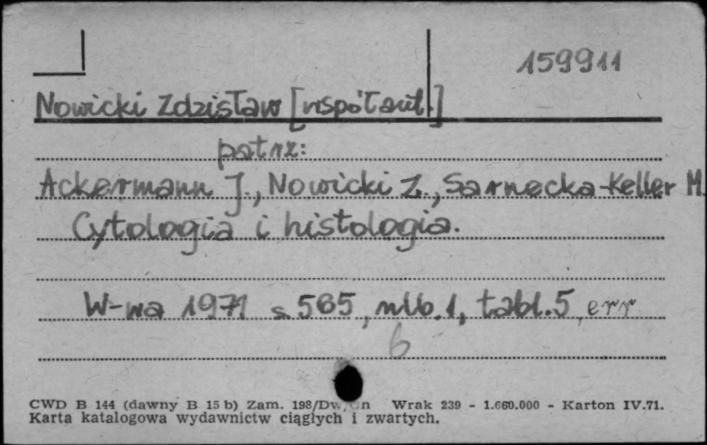 159911
Nowicki Zdzisław [współaut.]
patrz:
Ackermann J., Nowicki Z., Sarnecka-Keller M.
Cytologia i histologia.
W-wa 1971 s. 565, nlb. 1, tabl. 5, err
6
CWD B 144 (dawny B 15 b) Zam. 198/Dw/ Wrak 239 - 1.660.000 - Karton IV.71.
Karta katalogowa wydawnictw ciągłych i zwartych.